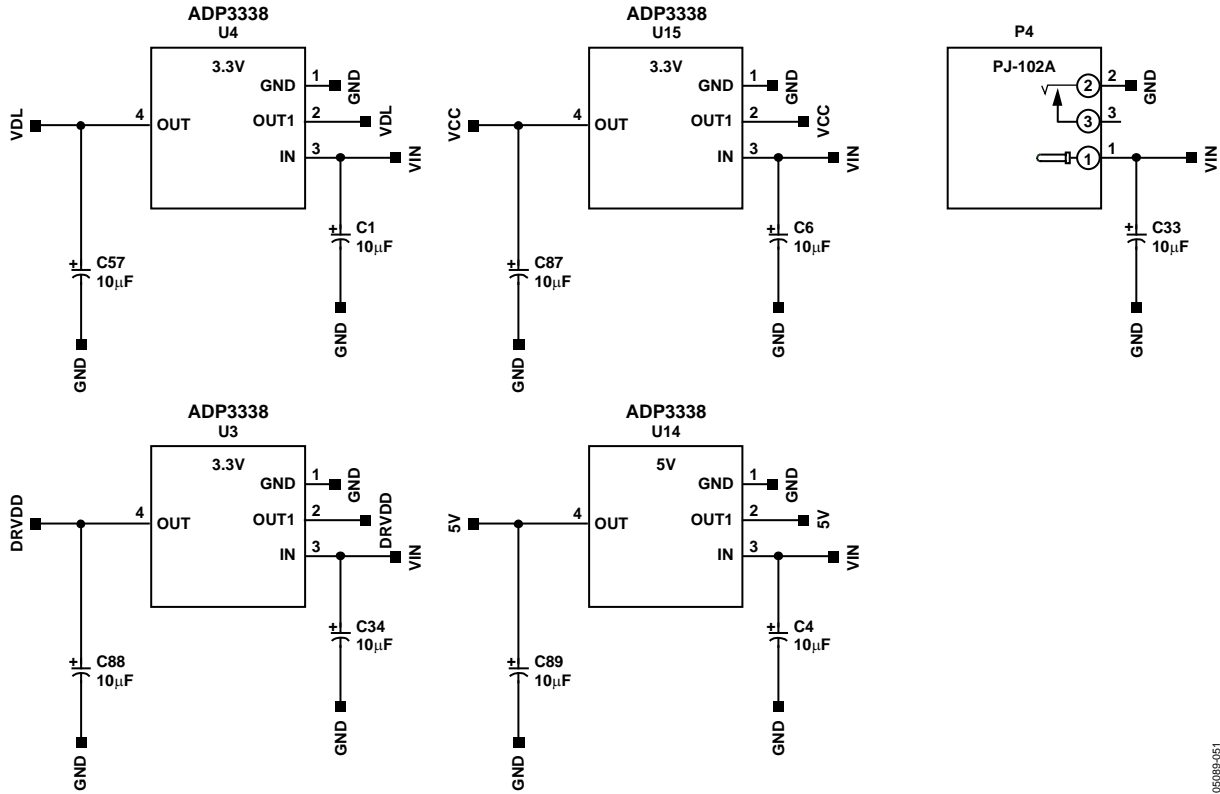 ADP3338
U4
3.3V
GND
1
GND
VDL
4
OUT
OUT1
2
VDL
IN
3
VIN
+
C1
10μF
+
C57
10μF
GND
GND
ADP3338
U15
3.3V
GND
1
GND
VCC
4
OUT
OUT1
2
VCC
IN
3
VIN
+
C6
10μF
+
C87
10μF
GND
GND
P4
PJ-102A
2
2
GND
3
3
1
1
VIN
+
C33
10μF
GND
ADP3338
U3
3.3V
GND
1
GND
DRVDD
4
OUT
OUT1
2
DRVDD
IN
3
VIN
+
C34
10μF
+
C88
10μF
GND
GND
ADP3338
U14
5V
GND
1
GND
5V
4
OUT
OUT1
2
5V
IN
3
VIN
+
C4
10μF
+
C89
10μF
GND
GND
05089-051